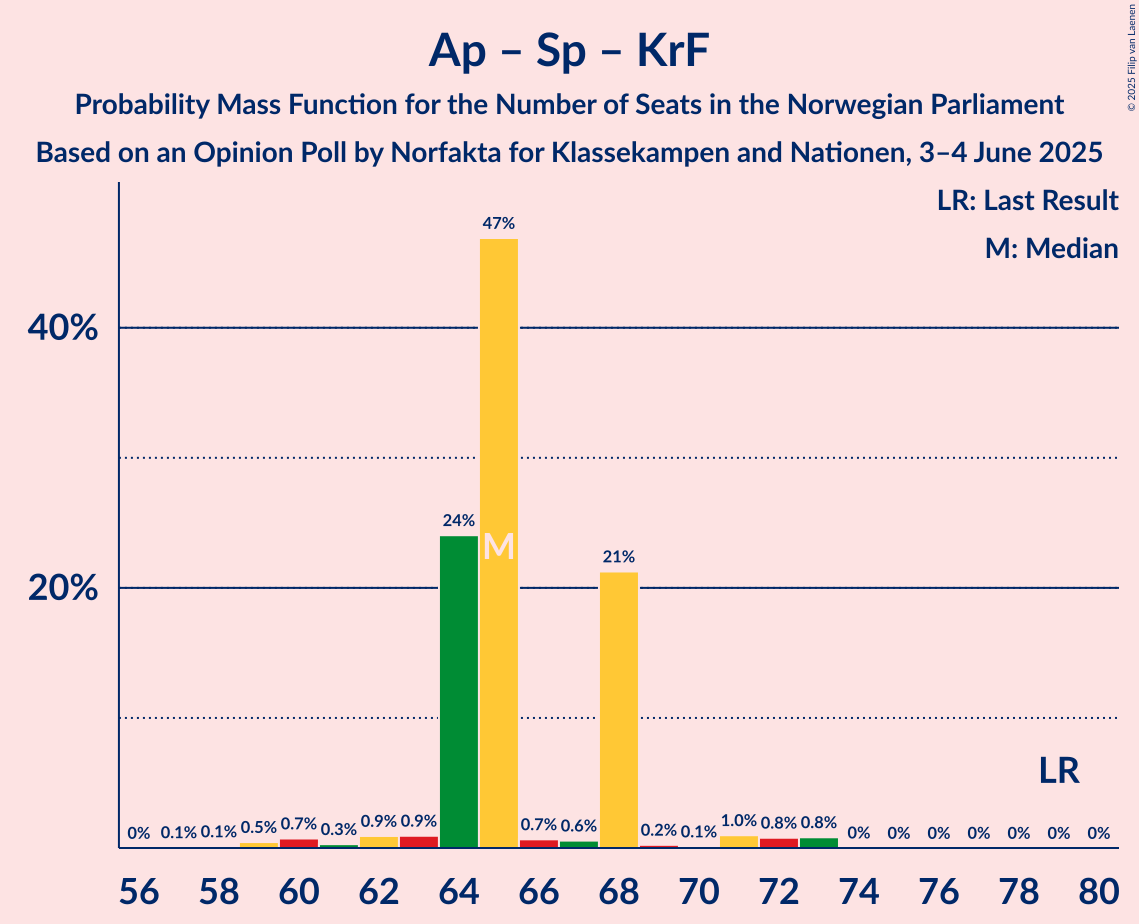 Ap – Sp – KrF
Probability Mass Function for the Number of Seats in the Norwegian Parliament
Based on an Opinion Poll by Norfakta for Klassekampen and Nationen, 3–4 June 2025
© 2025 Filip van Laenen
LR: Last Result
M: Median
47%
40%
24%
M
21%
20%
LR
0% 0.1% 0.1% 0.5% 0.7% 0.3% 0.9% 0.9% 0.7% 0.6% 0.2% 0.1% 1.0% 0.8% 0.8% 0% 0% 0% 0% 0% 0% 0%
56 58 60 62 64 66 68 70 72 74 76 78 80